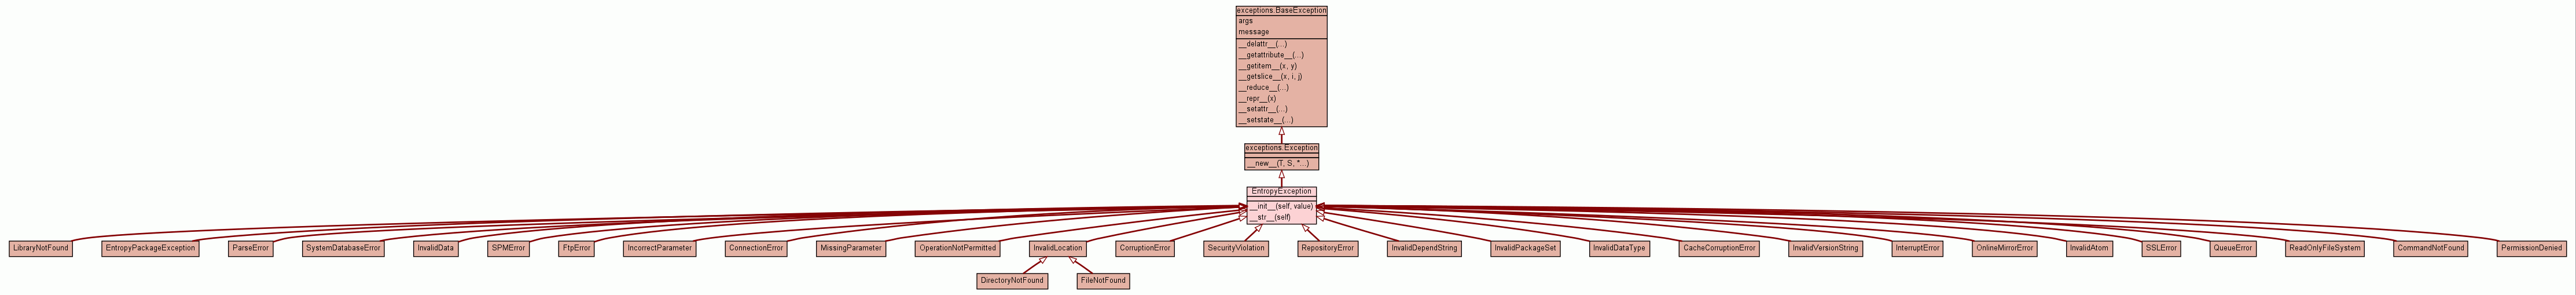 exceptions.BaseException
args
message
__delattr__(...)
__getattribute__(...)
__getitem__(x, y)
__getslice__(x, i, j)
__reduce__(...)
__repr__(x)
__setattr__(...)
__setstate__(...)
exceptions.Exception
__new__(T, S, *...)
EntropyException
__init__(self, value)
__str__(self)
LibraryNotFound
EntropyPackageException
ParseError
SystemDatabaseError
InvalidData
SPMError
FtpError
IncorrectParameter
ConnectionError
MissingParameter
OperationNotPermitted
InvalidLocation
CorruptionError
SecurityViolation
RepositoryError
InvalidDependString
InvalidPackageSet
InvalidDataType
CacheCorruptionError
InvalidVersionString
InterruptError
OnlineMirrorError
InvalidAtom
SSLError
QueueError
ReadOnlyFileSystem
CommandNotFound
PermissionDenied
DirectoryNotFound
FileNotFound